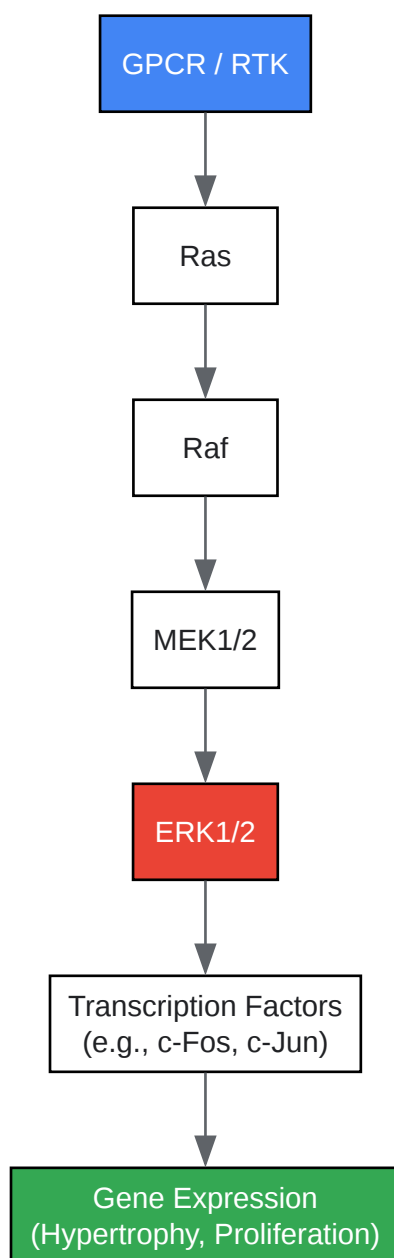 GPCR / RTK
Ras
Raf
MEK1/2
ERK1/2
Transcription Factors
(e.g., c-Fos, c-Jun)
Gene Expression
(Hypertrophy, Proliferation)